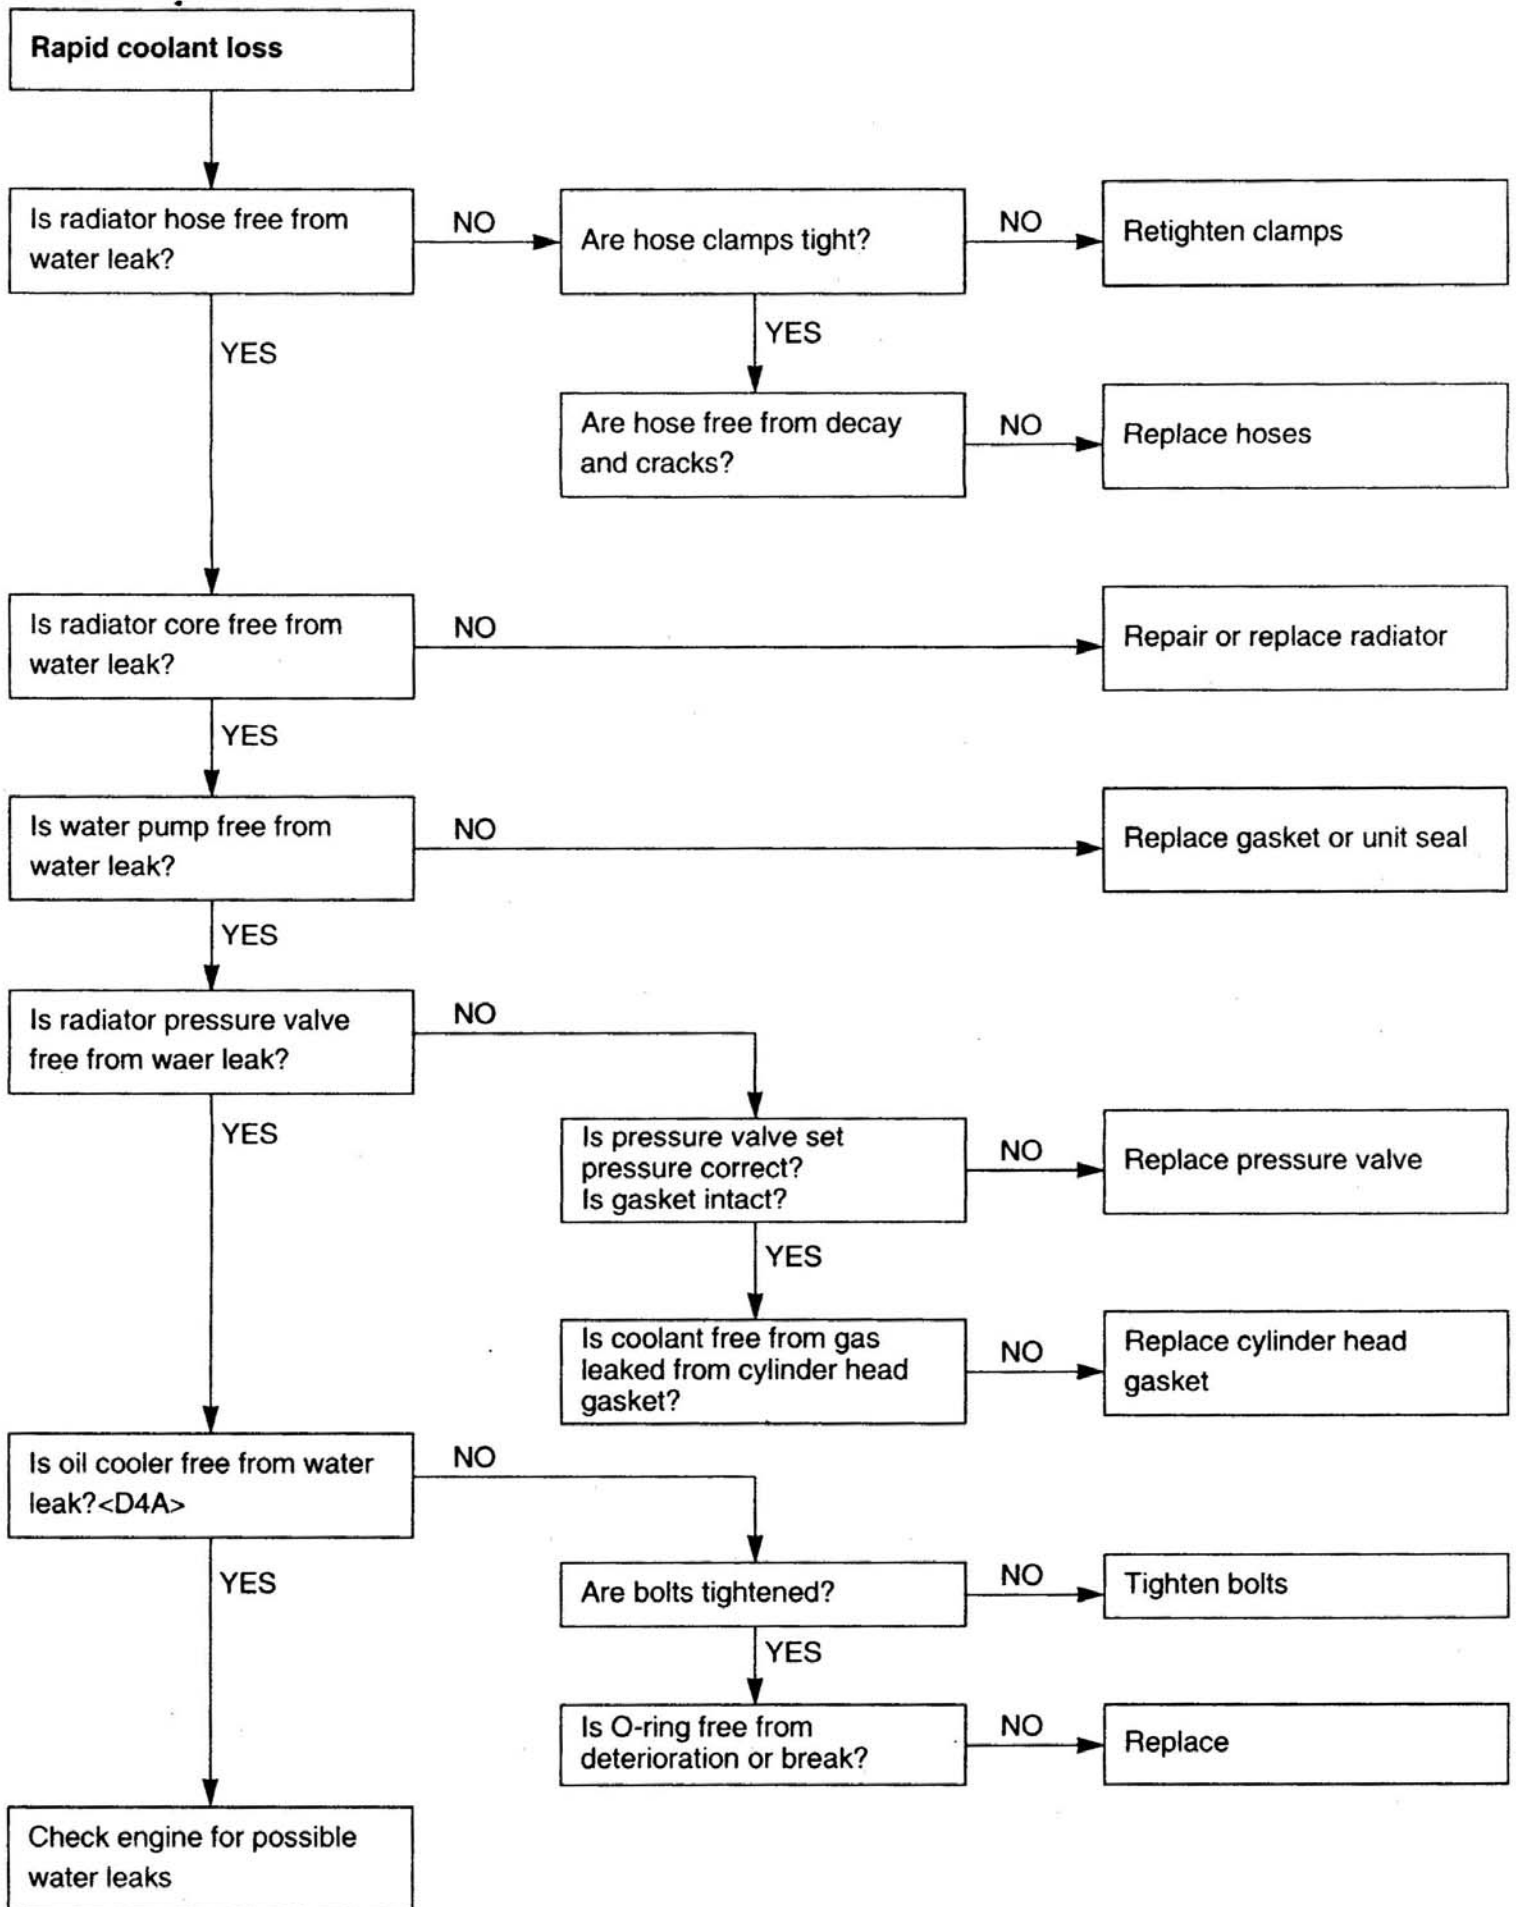 Rapid coolant loss
Is radiator hose free from
water leak?
NO
Are hose clamps tight?
NO
Retighten clamps
YES
YES
Are hose free from decay
and cracks?
NO
Replace hoses
Is radiator core free from
water leak?
NO
Repair or replace radiator
YES
Is water pump free from
water leak?
NO
Replace gasket or unit seal
YES
Is radiator pressure valve
free from waer leak?
NO
YES
Is pressure valve set
pressure correct?
Is gasket intact?
NO
Replace pressure valve
YES
Is coolant free from gas
leaked from cylinder head
gasket?
NO
Replace cylinder head
gasket
Is oil cooler free from water
leak?<D4A>
NO
YES
Are bolts tightened?
NO
Tighten bolts
YES
Is O-ring free from
deterioration or break?
NO
Replace
Check engine for possible
water leaks